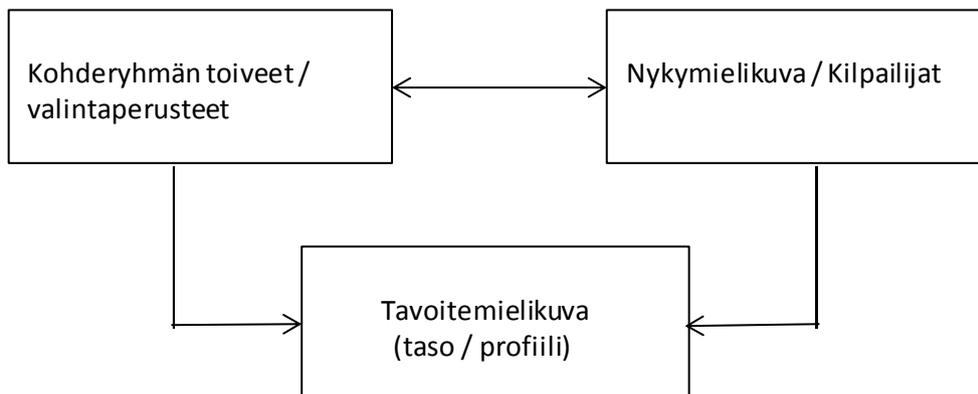 Kohderyhmän toiveet /
valintaperusteet
Nykymielikuva / Kilpailijat
Tavoitemielikuva
(taso / profiili)